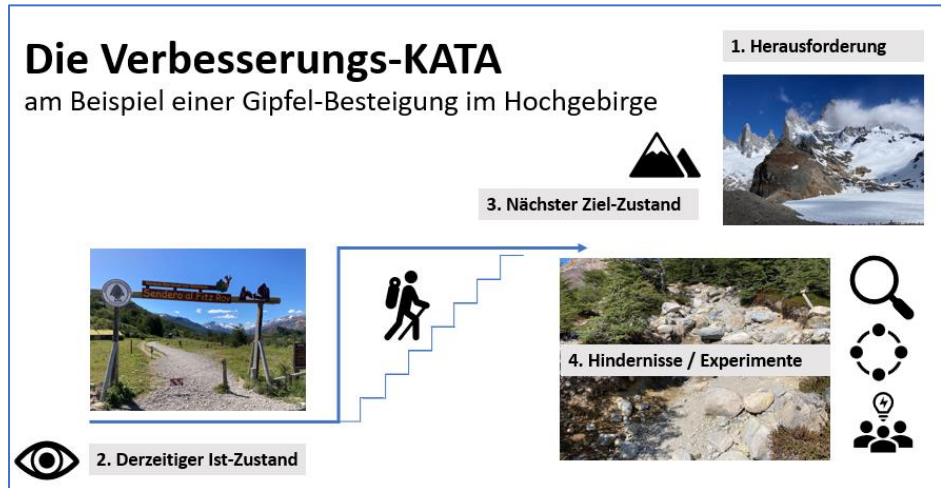 Die Verbesserungs-KATA
am Beispiel einer Gipfel-Besteigung im Hochgebirge
1. Herausforderung
3. Nächster Ziel-Zustand
Sendero al Fitz Roy
4. Hindernisse / Experimente
2. Derzeitiger Ist-Zustand